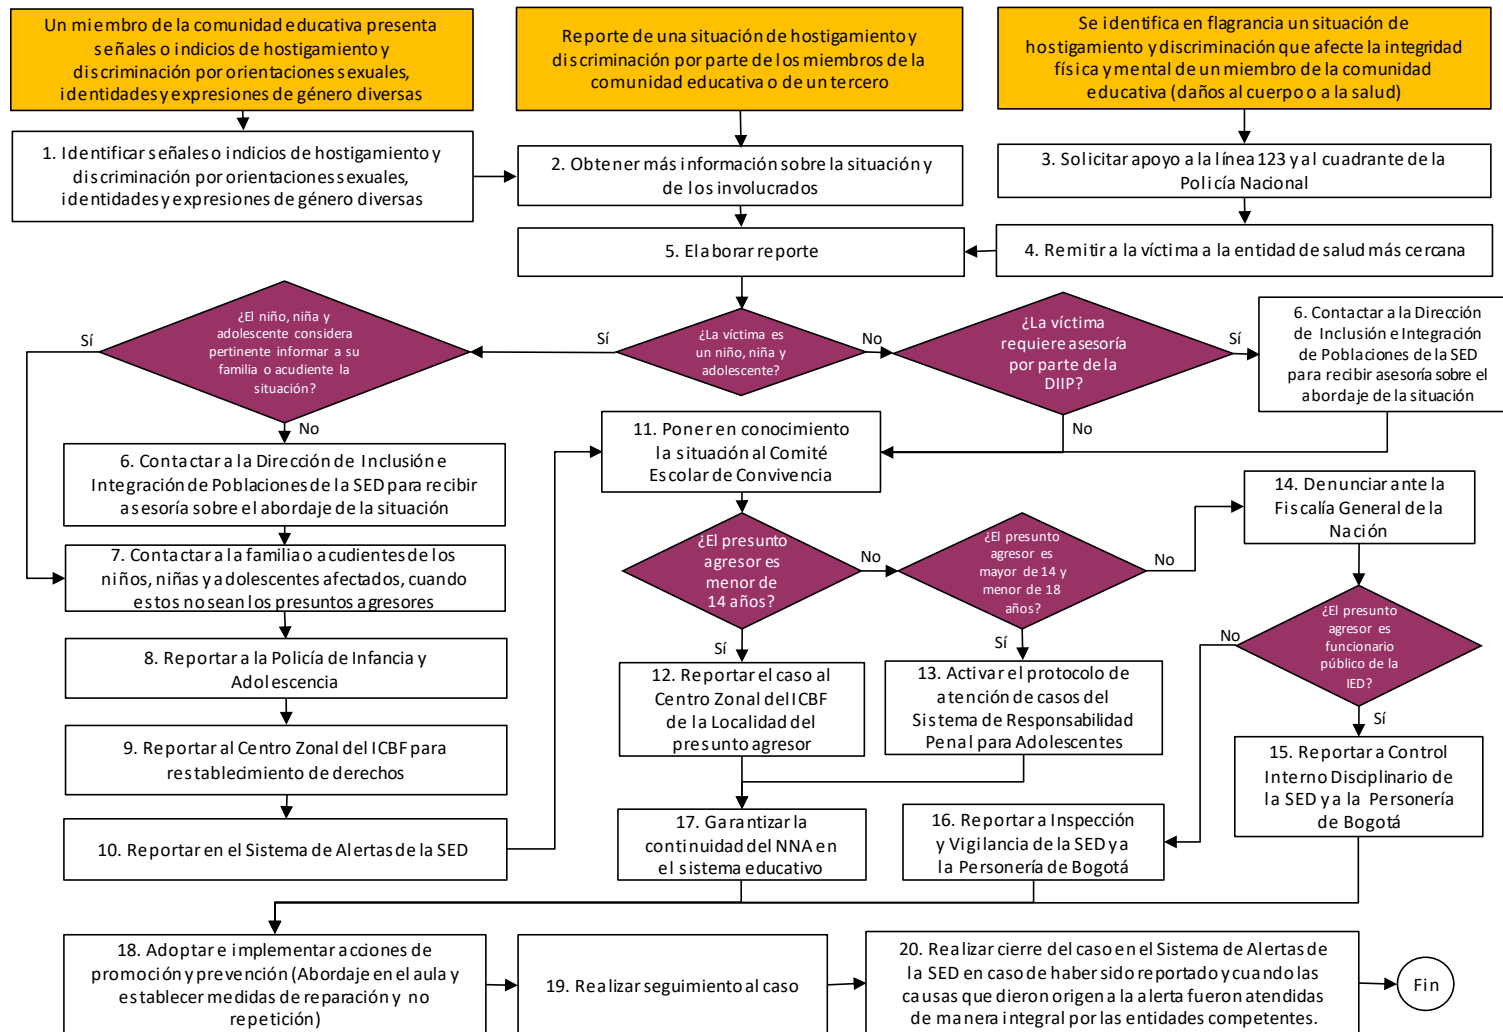 Un miembro de la comunidad educativa presenta
señales o indicios de hostigamiento y
discriminación por orientaciones sexuales,
identidades y expresiones de género diversas
Reporte de una situación de hostigamiento y
discriminación por parte de los miembros de la
comunidad educativa o de un tercero
Se identifica en flagrancia un situación de
hostigamiento y discriminación que afecte la integridad
física y mental de un miembro de la comunidad
educativa (daños al cuerpo o a la salud)
1. Identificar señales o indicios de hostigamiento y
discriminación por orientaciones sexuales,
identidades y expresiones de género diversas
2. Obtener más información sobre la situación y
de los involucrados
3. Solicitar apoyo a la línea 123 y al cuadrante de la
Policía Nacional
5. Elaborar reporte
4. Remitir a la víctima a la entidad de salud más cercana
¿El niño, niña y
adolescente considera
pertinente informar a su
familia o acudiente la
situación?
Sí
No
Sí
¿La víctima es
un niño, niña y
adolescente?
No
¿La víctima
requiere asesoría
por parte de la
DIIP?
Sí
No
6. Contactar a la Dirección
de Inclusión e Integración
de Poblaciones de la SED
para recibir asesoría sobre el
abordaje de la situación
6. Contactar a la Dirección de Inclusión e
Integración de Poblaciones de la SED para recibir
asesoría sobre el abordaje de la situación
7. Contactar a la familia o acudientes de los
niños, niñas y adolescentes afectados, cuando
estos no sean los presuntos agresores
8. Reportar a la Policía de Infancia y
Adolescencia
9. Reportar al Centro Zonal del ICBF para
restablecimiento de derechos
10. Reportar en el Sistema de Alertas de la SED
11. Poner en conocimiento
la situación al Comité
Escolar de Convivencia
¿El presunto
agresor es
menor de
14 años?
No
Sí
¿El presunto
agresor es
mayor de 14 y
menor de 18
años?
No
Sí
14. Denunciar ante la
Fiscalía General de la
Nación
¿El presunto
agresor es
funcionario
público de la
IED?
No
Sí
12. Reportar el caso al
Centro Zonal del ICBF
de la Localidad del
presunto agresor
13. Activar el protocolo de
atención de casos del
Sistema de Responsabilidad
Penal para Adolescentes
15. Reportar a Control
Interno Disciplinario de
la SED y a la Personería
de Bogotá
17. Garantizar la
continuidad del NNA en
el sistema educativo
16. Reportar a Inspección
y Vigilancia de la SED y a
la Personería de Bogotá
18. Adoptar e implementar acciones de
promoción y prevención (Abordaje en el aula y
establecer medidas de reparación y no
repetición)
19. Realizar seguimiento al caso
20. Realizar cierre del caso en el Sistema de Alertas de
la SED en caso de haber sido reportado y cuando las
causas que dieron origen a la alerta fueron atendidas
de manera integral por las entidades competentes.
Fin